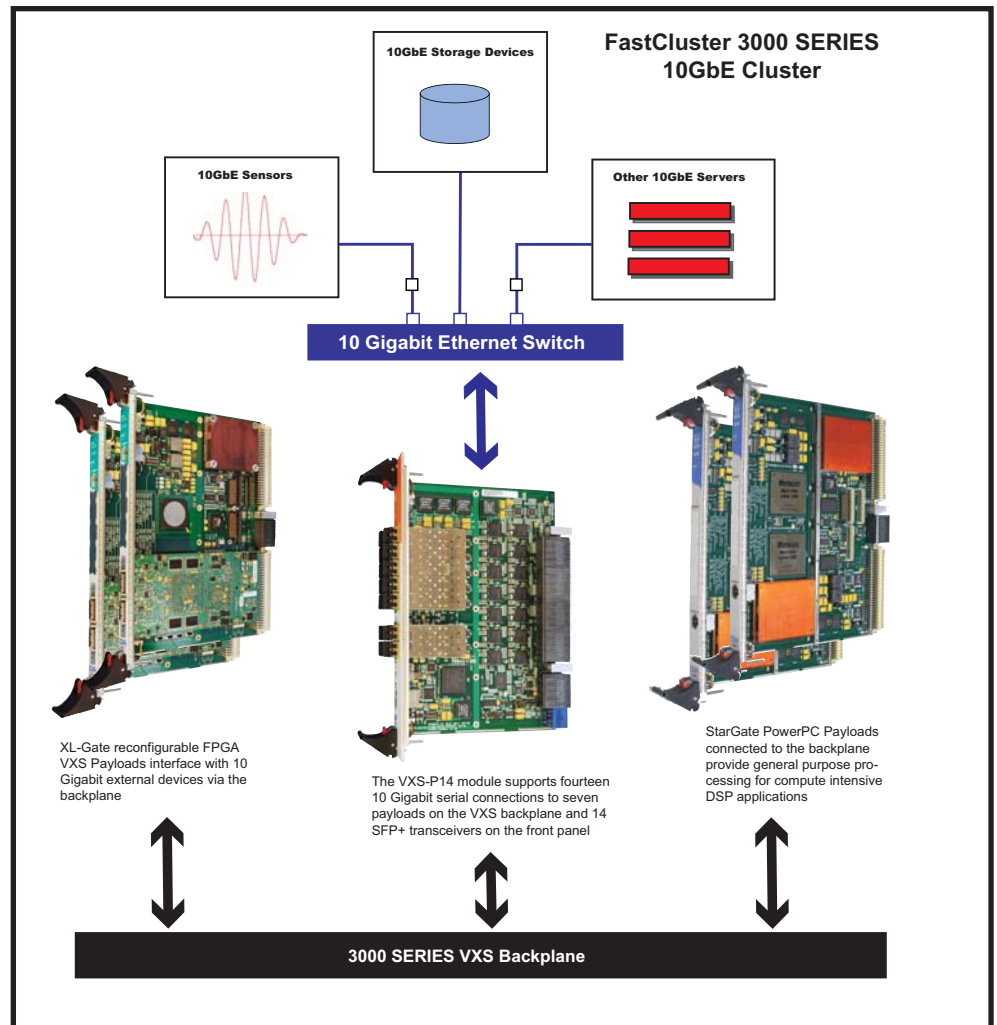 FastCluster 3000 SERIES
10GbE Cluster
10GbE Storage Devices
10GbE Sensors
Other 10GbE Servers
10 Gigabit Ethernet Switch
XL-Gate reconfigurable FPGA
VXS Payloads interface with 10
Gigabit external devices via the
backplane
The VXS-P14 module supports fourteen
10 Gigabit serial connections to seven
payloads on the VXS backplane and 14
SFP+ transceivers on the front panel
StarGate PowerPC Payloads
connected to the backplane
provide general purpose pro-
cessing for compute intensive
DSP applications
3000 SERIES VXS Backplane